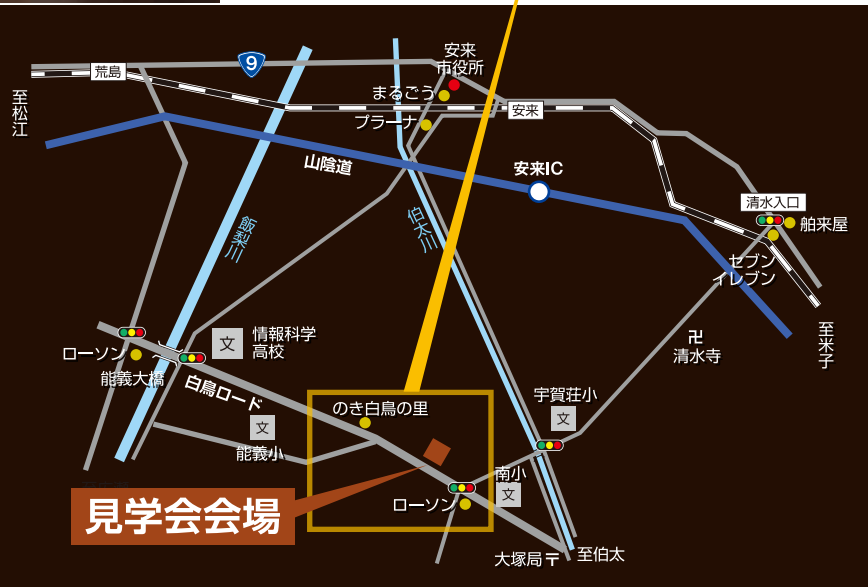 9
安来
市役所
荒島
至松江
まるごう
プラーナ
安来
山陰道
安来IC
清水入口
舶来屋
セブン
イレブン
飯梨川
伯太川
至米子
卍
清水寺
情報科学
高校
文
ローソン
能義大橋
白鳥ロード
のき白鳥の里
宇賀荘小
文
文
能義小
見学会会場
南小
文
ローソン
大塚局〒
至伯太